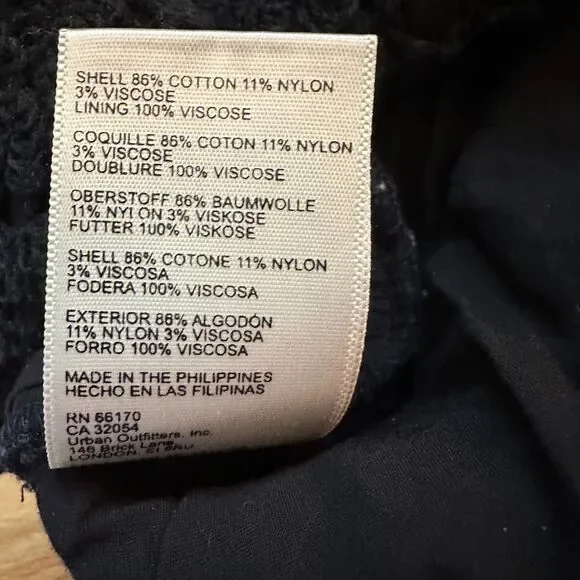 SHELL 86% COTTON 11% NYLON
3% VISCOSE
LINING 100% VISCOSE
COQUILLE 86% COTON 11% NYLON
3% VISCOSE
DOUBLURE 100% VISCOSE
OBERSTOFF 86% BAUMWOLLE
11% NYLON 3% VISKOSE
FUTTER 100% VISKOSE
SHELL 86% COTONE 11% NYLON
3% VISCOSA
FODERA 100% VISCOSA
EXTERIOR 86% ALGODÓN
11% NYLON 3% VISCOSA
FORRO 100% VISCOSA
MADE IN THE PHILIPPINES
HECHO EN LAS FILIPINAS
RN 66170
CA 32054
Urban Outfitters, Inc.
146 Brick Lane
LONDON, E1 6RU